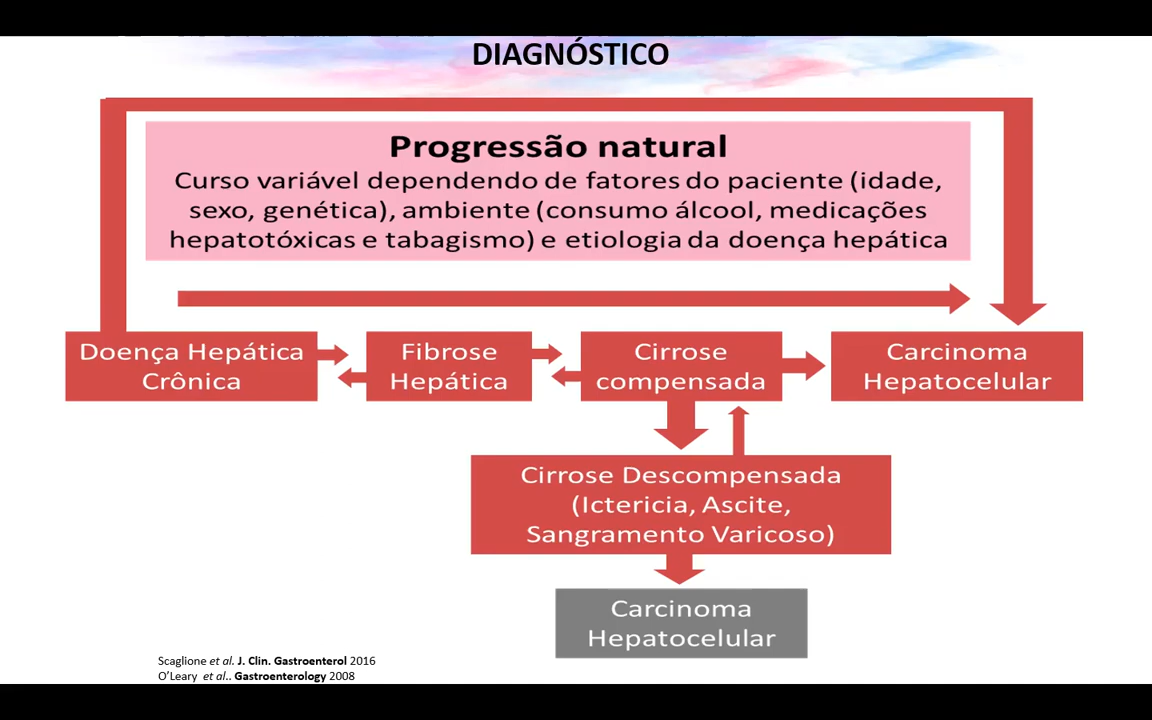 DIAGNÓSTICO
Progressão natural
Curso variável dependendo de fatores do paciente (idade,
sexo, genética), ambiente (consumo álcool, medicações
hepatotóxicas e tabagismo) e etiologia da doença hepática
Doença Hepática
Crônica
Fibrose
Hepática
Cirrose
compensada
Carcinoma
Hepatocelular
Cirrose Descompensada
(Ictericia, Ascite,
Sangramento Varicoso)
Carcinoma
Hepatocelular
Scaglione et al. J. Clin. Gastroenterol 2016
O'Leary et al.. Gastroenterology 2008